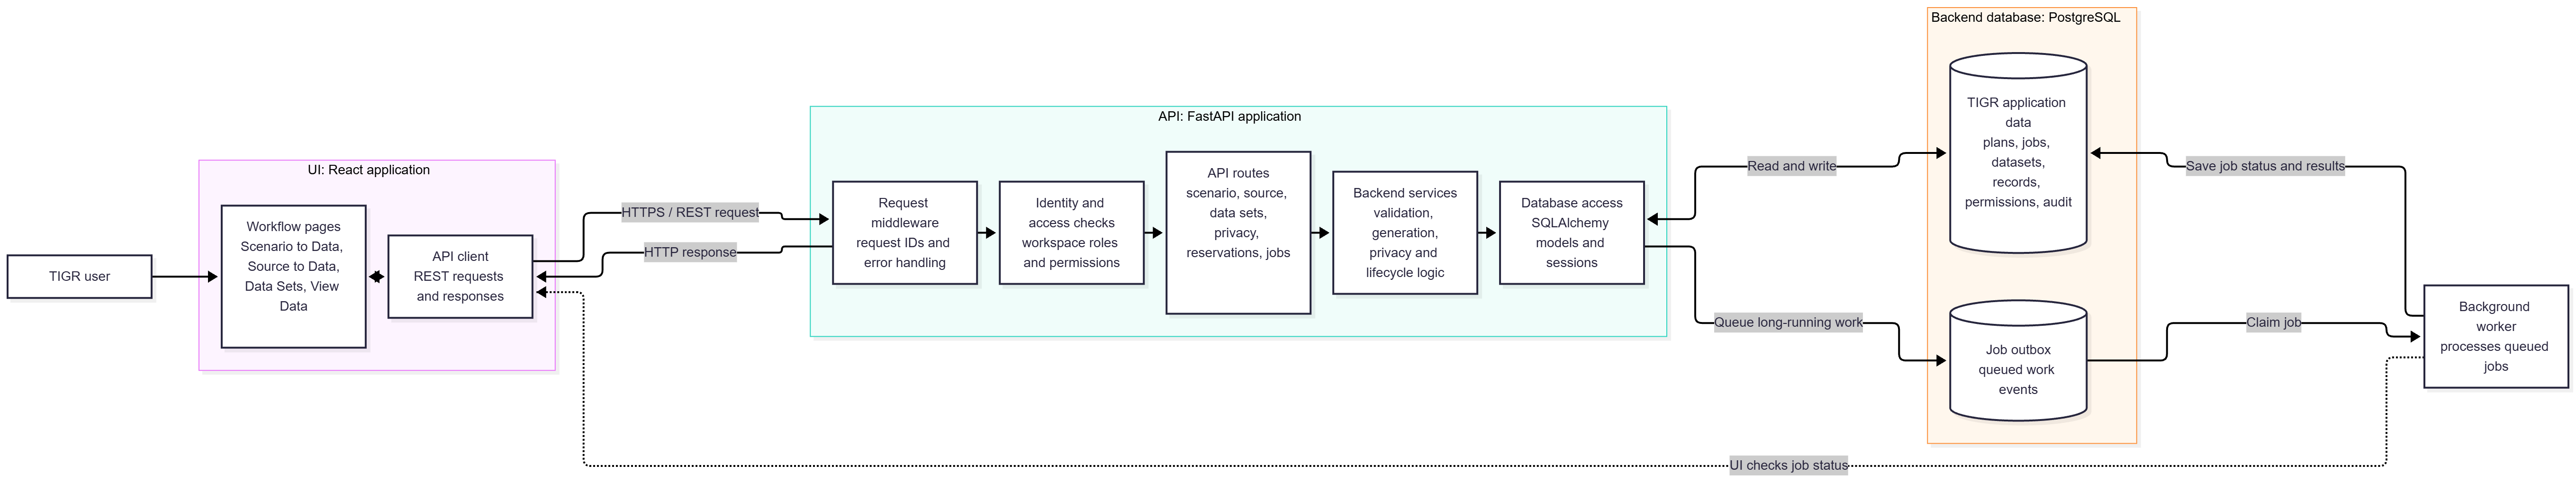 TIGR user
UI: React application
Workflow pages
Scenario to Data,
Source to Data,
Data Sets, View
Data
API client
REST requests
and responses
HTTPS / REST request
HTTP response
API: FastAPI application
Request
middleware
request IDs and
error handling
Identity and
access checks
workspace roles
and permissions
API routes
scenario, source,
data sets,
privacy,
reservations, jobs
Backend services
validation,
generation,
privacy and
lifecycle logic
Database access
SQLAlchemy
models and
sessions
Read and write
Queue long-running work
Backend database: PostgreSQL
TIGR application
data
plans, jobs,
datasets,
records,
permissions, audit
Job outbox
queued work
events
Save job status and results
Claim job
Background
worker
processes queued
jobs
UI checks job status